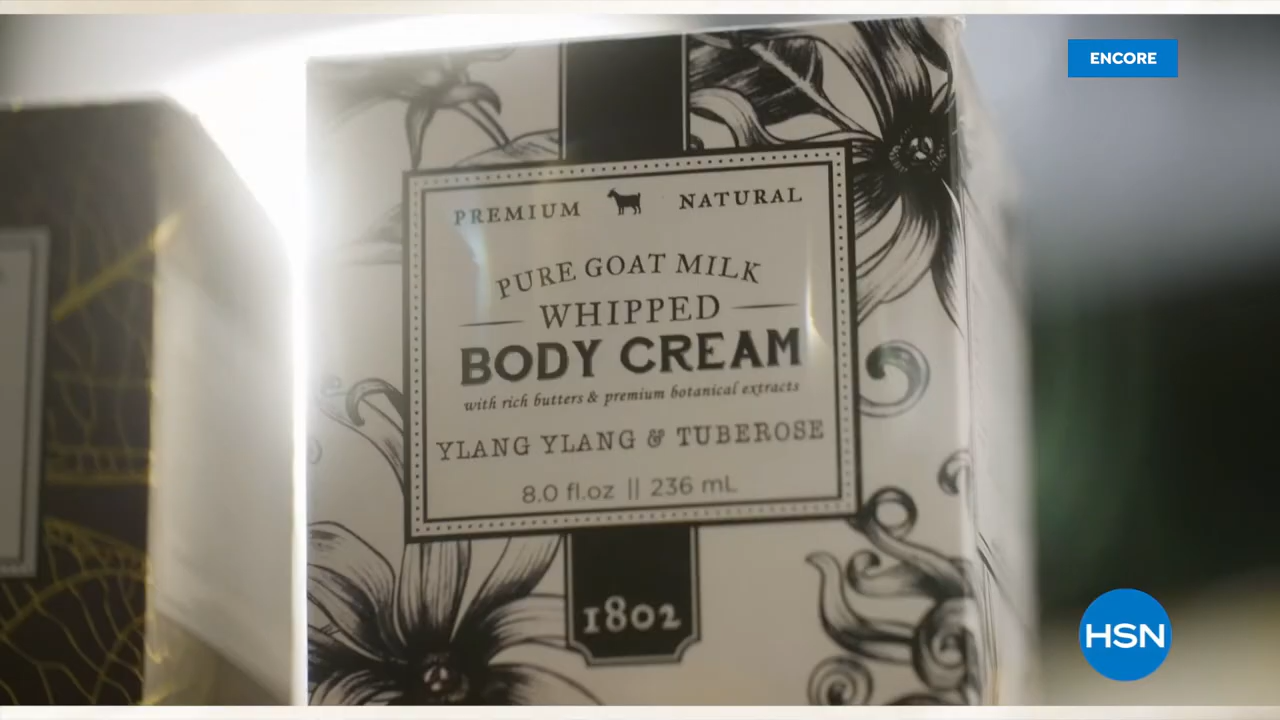 ENCORE
PREMIUM NATURAL
PURE GOAT MILK
WHIPPED
BODY CREAM
with rich butters & premium botanical extracts
YLANG YLANG & TUBEROSE
8.0 fl.oz || 236 mL
1802
HSN